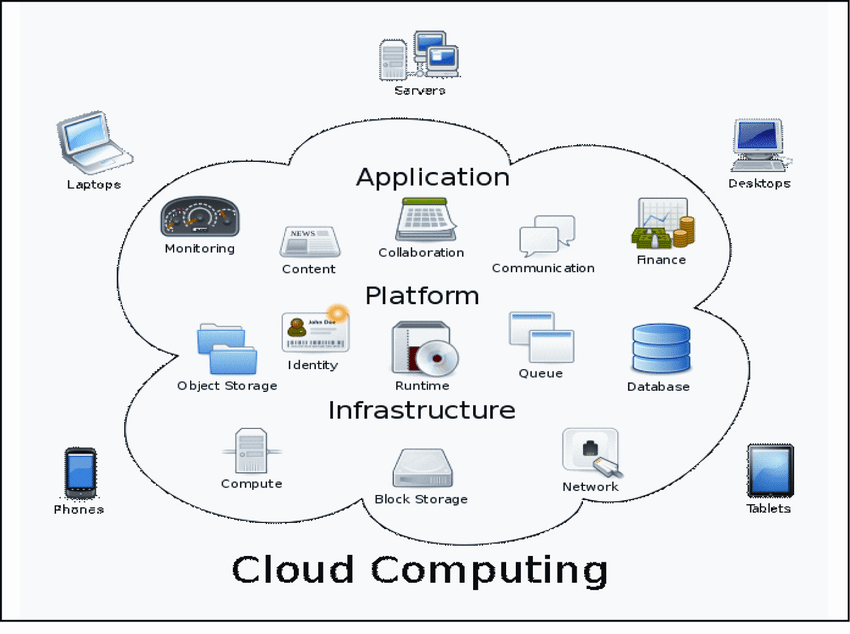 Servers
Laptops
Desktops
Application
Monitoring
NEWS
Content
Collaboration
Communication
Finance
Platform
John Doe
Object Storage
Identity
Runtime
Queue
Database
Infrastructure
Compute
Block Storage
Network
Phones
Tablets
Cloud Computing